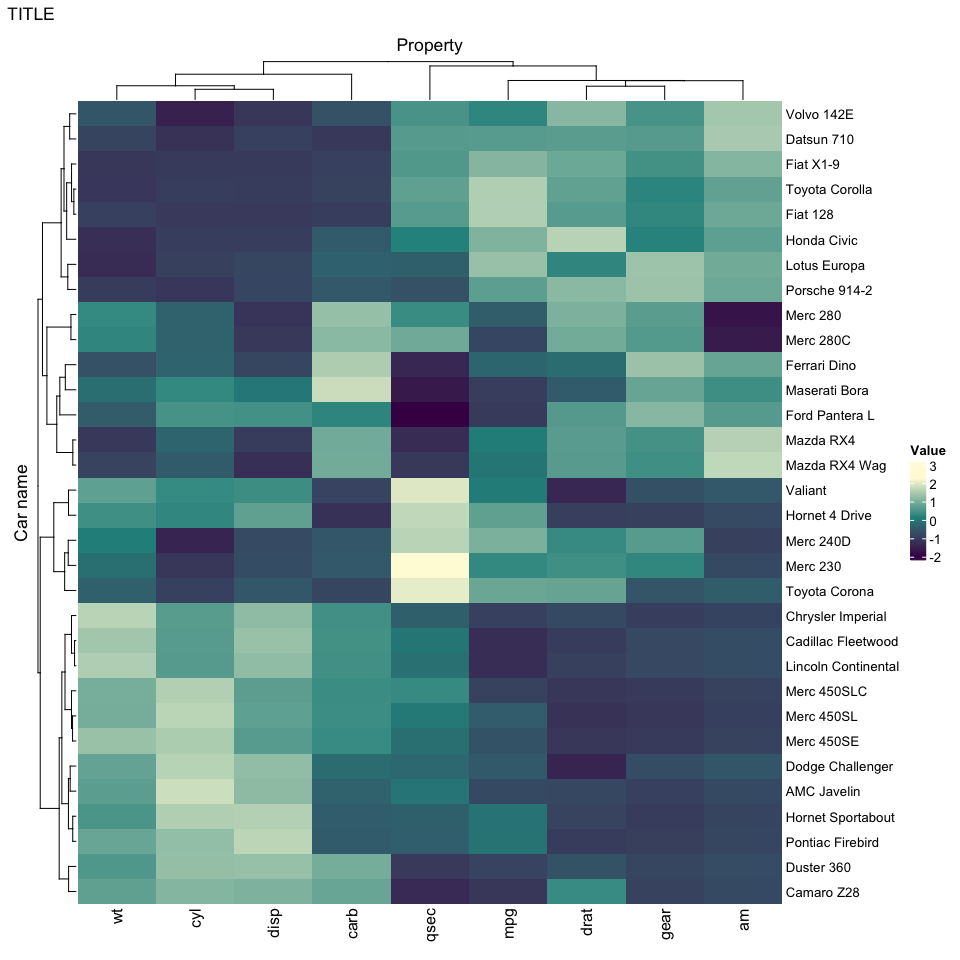 TITLE
Property
Volvo 142E
Datsun 710
Fiat X1-9
Toyota Corolla
Fiat 128
Honda Civic
Lotus Europa
Porsche 914-2
Merc 280
Merc 280C
Ferrari Dino
Maserati Bora
Ford Pantera L
Mazda RX4
Mazda RX4 Wag
Valiant
Hornet 4 Drive
Merc 240D
Merc 230
Toyota Corona
Chrysler Imperial
Cadillac Fleetwood
Lincoln Continental
Merc 450SLC
Merc 450SL
Merc 450SE
Dodge Challenger
AMC Javelin
Hornet Sportabout
Pontiac Firebird
Duster 360
Camaro Z28
Car name
wt cyl disp carb qsec mpg drat gear am
Value
3
2
1
0
-1
-2